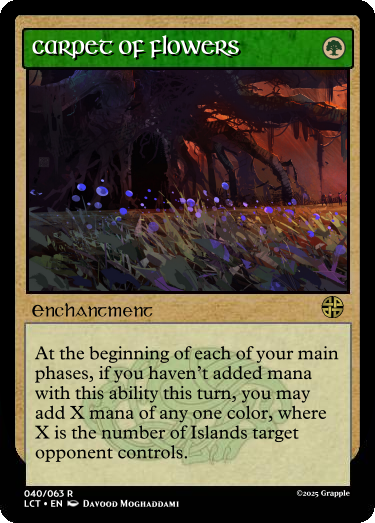 Carpet of Flowers
Enchantment
At the beginning of each of your main
phases, if you haven't added mana
with this ability this turn, you may
add X mana of any one color, where
X is the number of Islands target
opponent controls.
040/063 R
LCT • EN Davood Moghaddami
©2025 Grapple